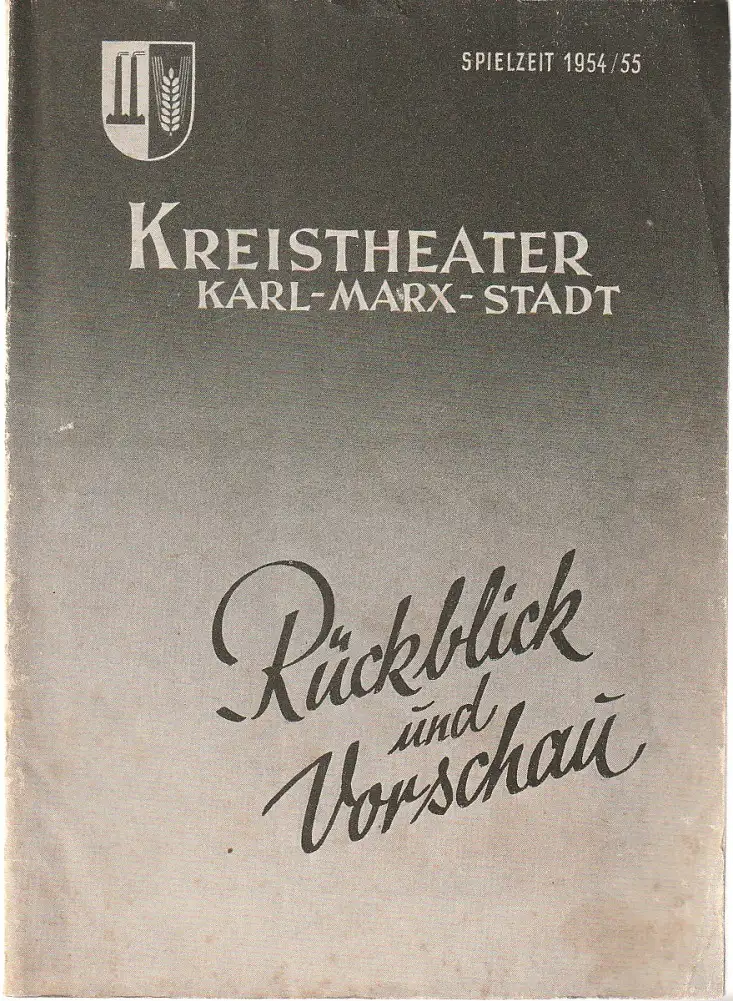 SPIELZEIT 1954/55
KREISTHEATER
KARL-MARX-STADT
Rückblick
und
Vorschau